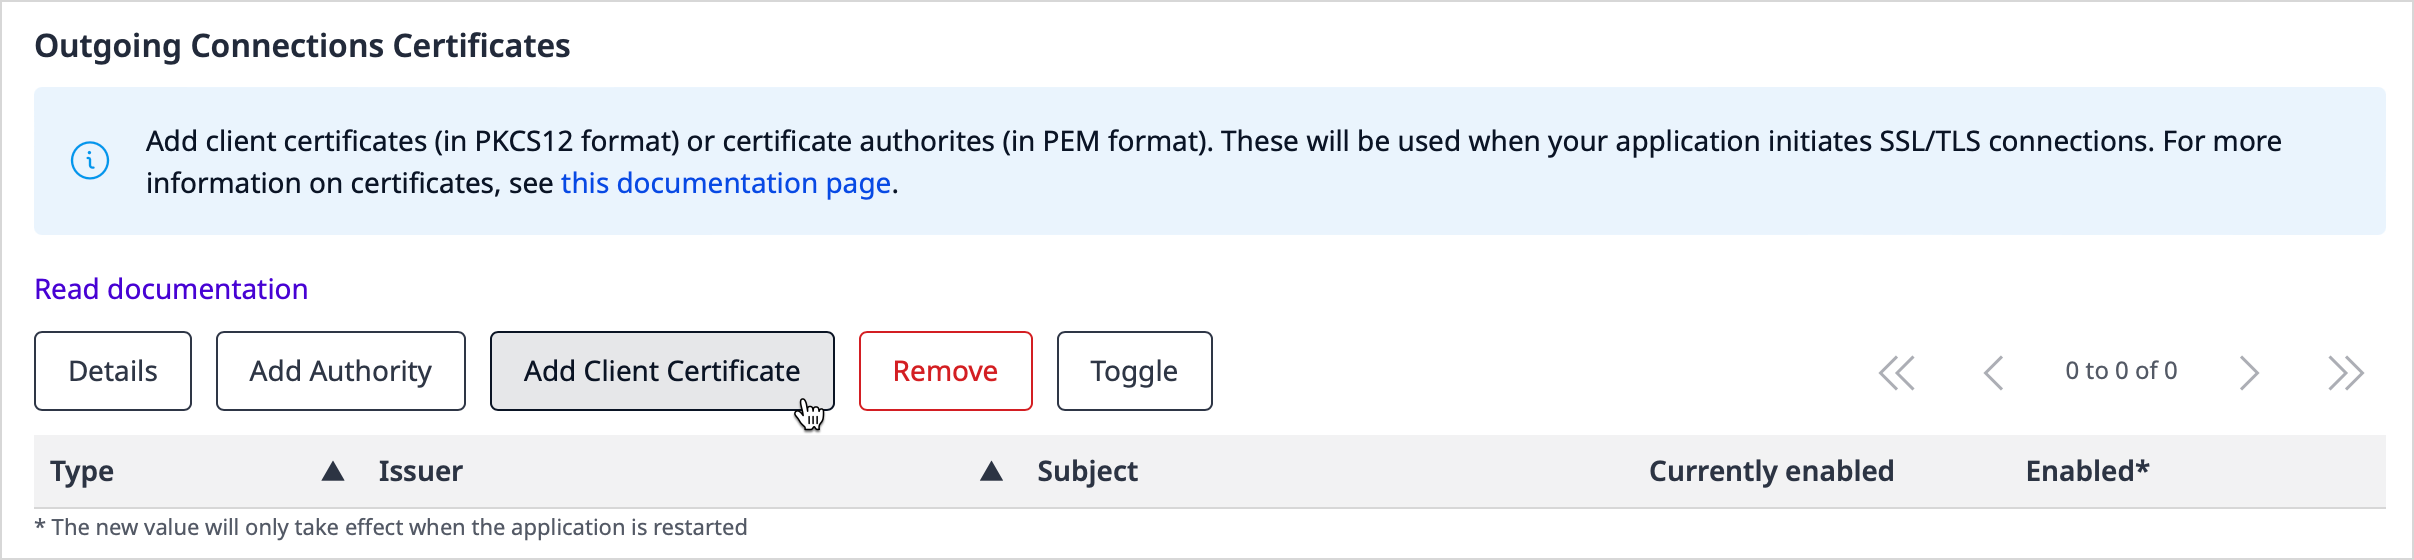 Outgoing Connections Certificates
Add client certificates (in PKCS12 format) or certificate authorites (in PEM format). These will be used when your application initiates SSL/TLS connections. For more
information on certificates, see this documentation page.
Read documentation
Details Add Authority Add Client Certificate Remove Toggle 0 to 0 of 0
Type Issuer Subject Currently enabled Enabled*
* The new value will only take effect when the application is restarted